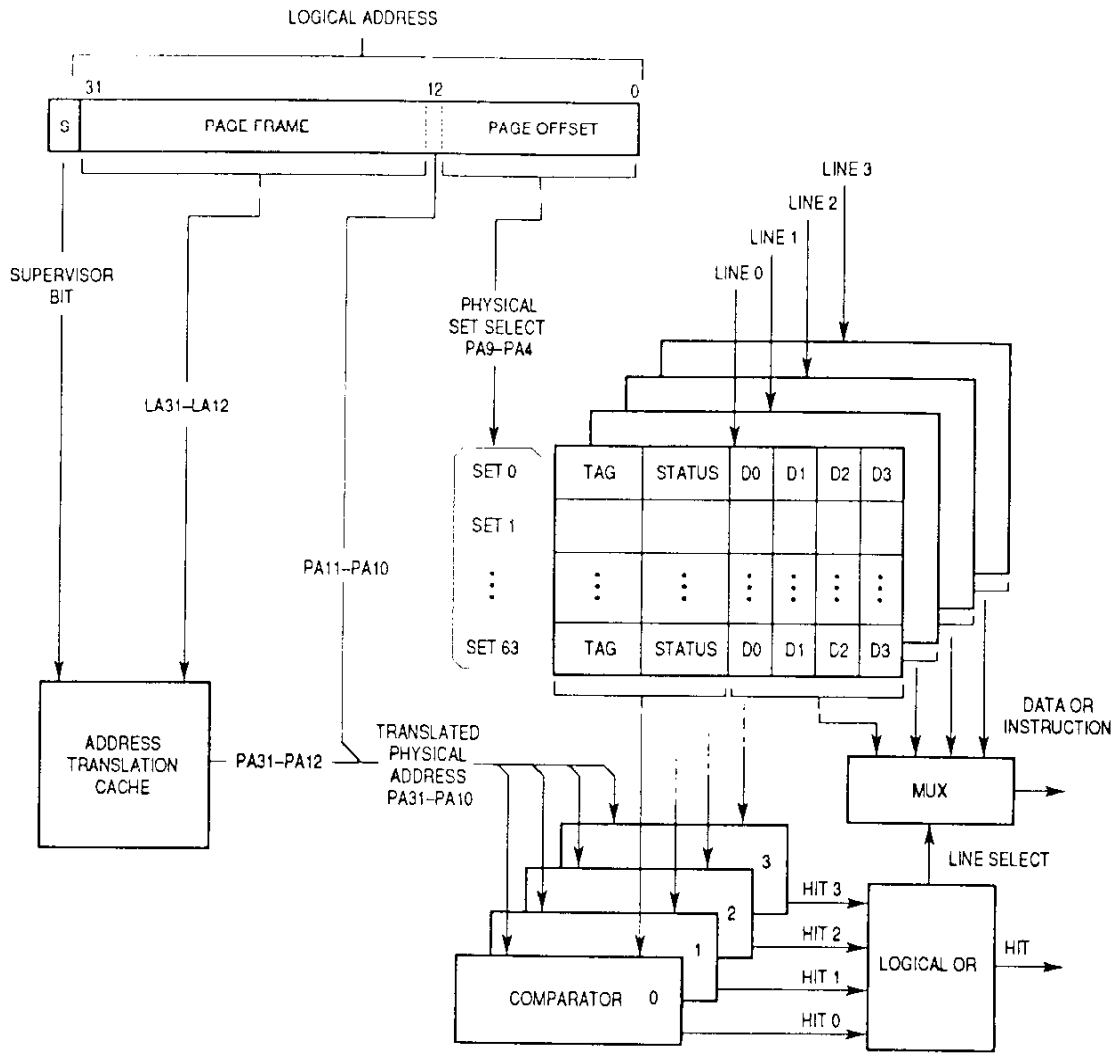 LOGICAL ADDRESS
31
12
0
S
PAGE FRAME
PAGE OFFSET
LINE 3
LINE 2
LINE 1
LINE 0
SUPERVISOR
BIT
PHYSICAL
SET SELECT
PA9–PA4
LA31–LA12
SET 0
TAG
STATUS
D0
D1
D2
D3
SET 1
PA11–PA10
SET 63
TAG
STATUS
D0
D1
D2
D3
ADDRESS
TRANSLATION
CACHE
PA31–PA12
TRANSLATED
PHYSICAL
ADDRESS
PA31–PA10
DATA OR
INSTRUCTION
MUX
LINE SELECT
3
HIT 3
2
HIT 2
1
HIT 1
COMPARATOR 0
HIT 0
LOGICAL OR
HIT